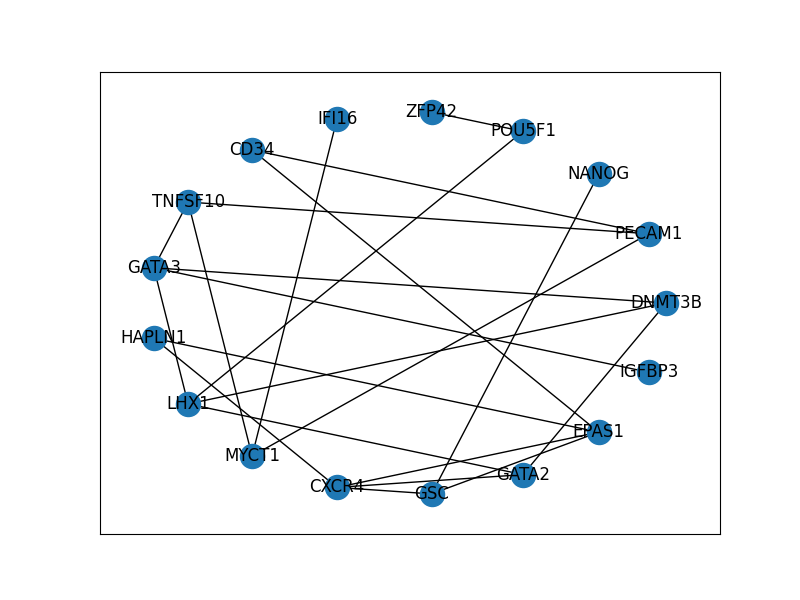 ZFP42
IFI16
POU5F1
CD34
NANOG
TNFSF10
PECAM1
GATA3
DNMT3B
HAPLN1
IGFBP3
LHX1
EPAS1
MYCT1
GATA2
CXCR4
GSC